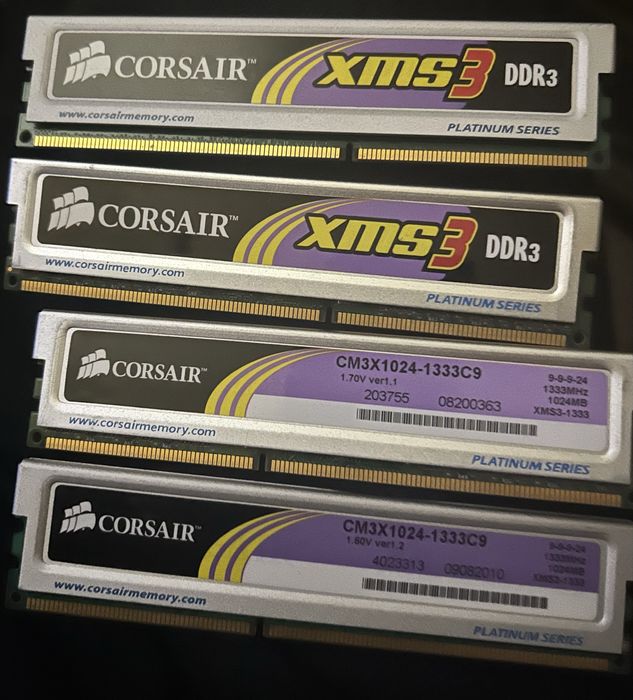 CORSAIR™ XMS3 DDR3
www.corsairmemory.com
PLATINUM SERIES
CORSAIR™ XMS3 DDR3
www.corsairmemory.com
PLATINUM SERIES
CORSAIR™
CM3X1024-1333C9
1.70V ver1.1
203755 08200363
9-9-9-24
1333MHz
1024MB
XMS3-1333
www.corsairmemory.com
PLATINUM SERIES
CORSAIR™
CM3X1024-1333C9
1.60V ver1.2
4023313 09082010
9-9-9-24
1333MHz
1024MB
XMS3-1333
www.corsairmemory.com
PLATINUM SERIES